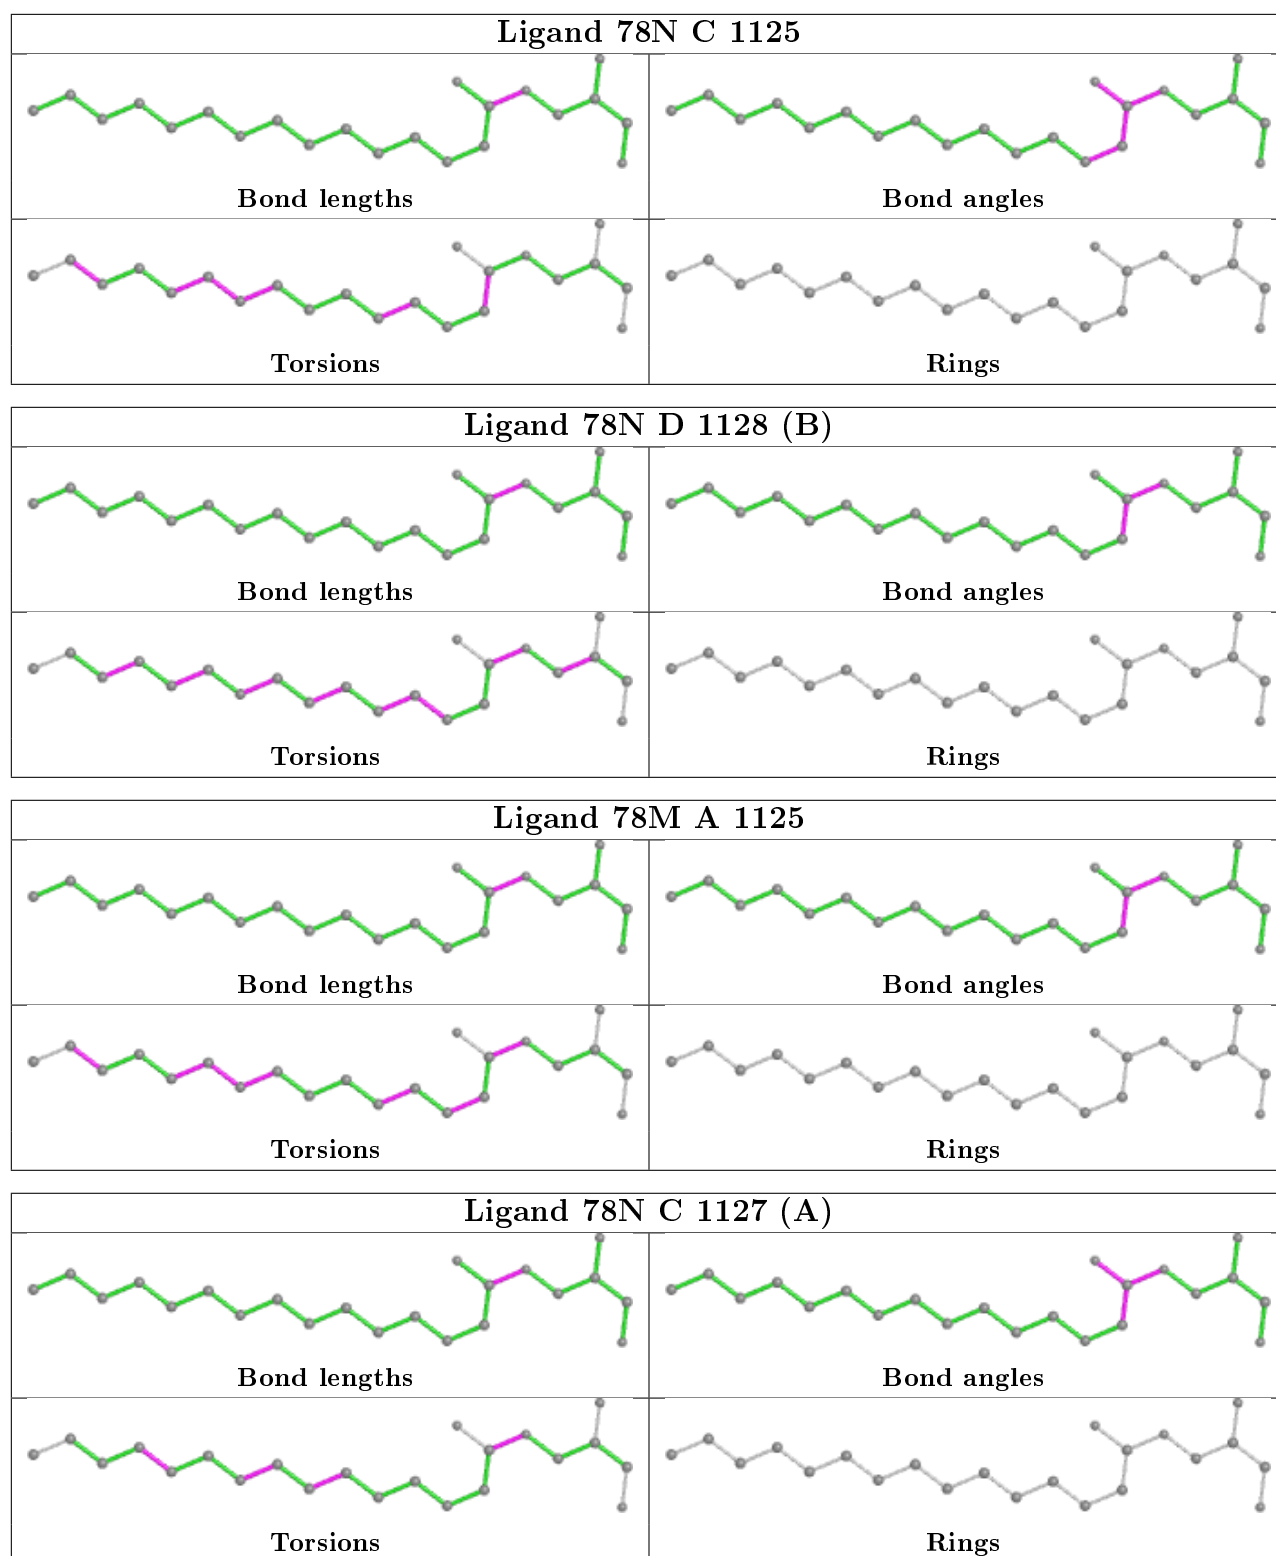 Ligand 78N C 1125
Bond lengths
Bond angles
Torsions
Rings
Ligand 78N D 1128 (B)
Bond lengths
Bond angles
Torsions
Rings
Ligand 78M A 1125
Bond lengths
Bond angles
Torsions
Rings
Ligand 78N C 1127 (A)
Bond lengths
Bond angles
Torsions
Rings